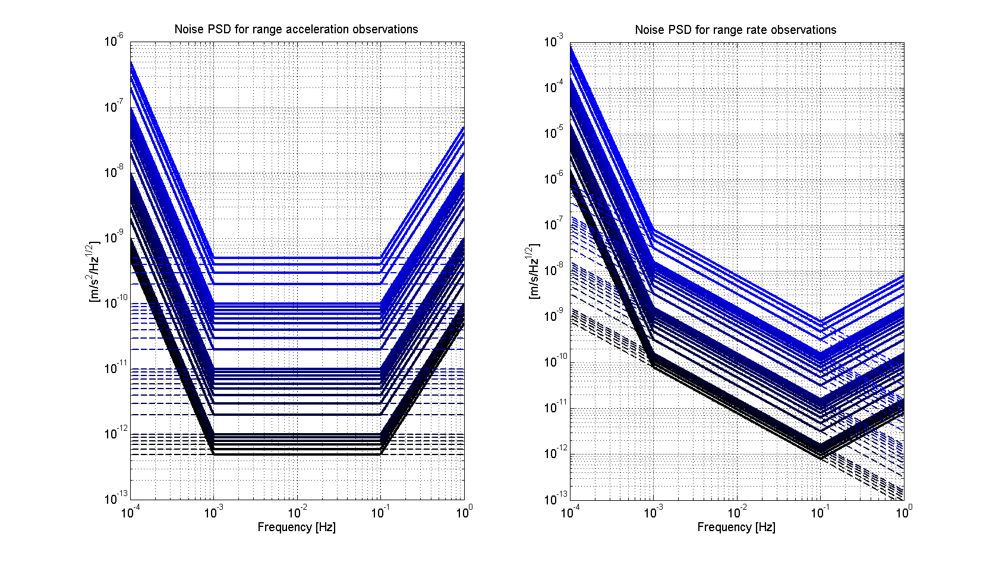 Noise PSD for range acceleration observations
10^-6
10^-7
10^-8
10^-9
10^-10
10^-11
10^-12
10^-13
[m/s^2/Hz^1/2]
10^-4 10^-3 10^-2 10^-1 10^0
Frequency [Hz]
Noise PSD for range rate observations
10^-3
10^-4
10^-5
10^-6
10^-7
10^-8
10^-9
10^-10
10^-11
10^-12
10^-13
[m/s/Hz^1/2]
10^-4 10^-3 10^-2 10^-1 10^0
Frequency [Hz]